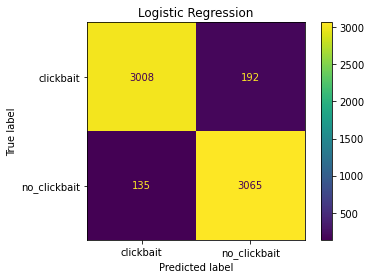 Logistic Regression
clickbait
3008
192
no_clickbait
135
3065
True label
clickbait
no_clickbait
Predicted label
3000
2500
2000
1500
1000
500